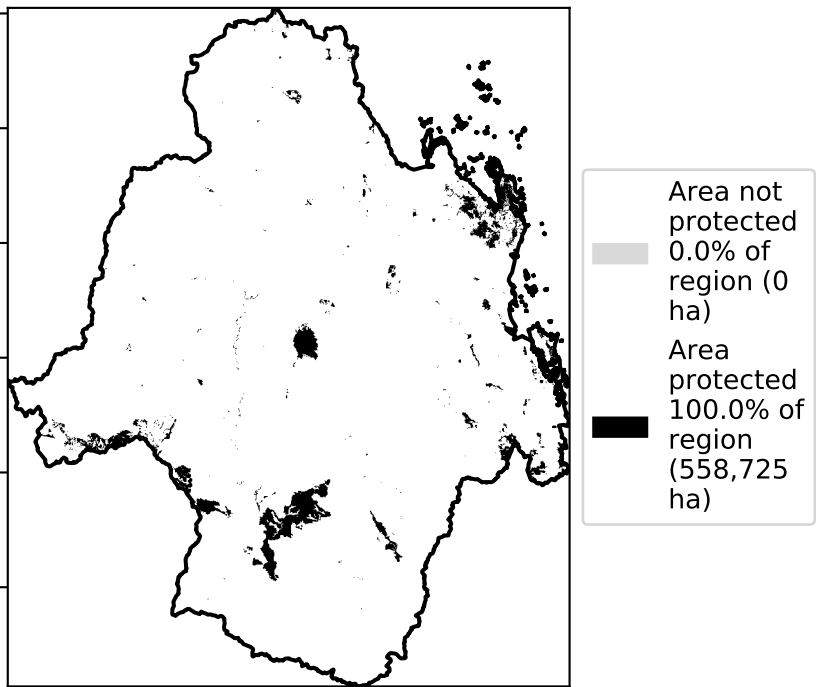 Area not
protected
0.0% of
region (0
ha)
Area
protected
100.0% of
region
(558,725
ha)